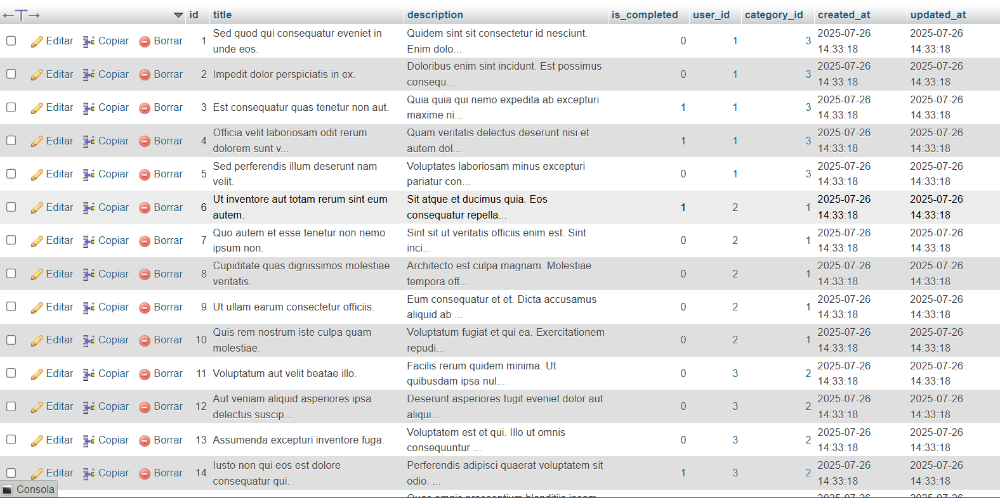 ←T→ id title description is_completed user_id category_id created_at updated_at
Editar Copiar Borrar 1 Sed quod qui consequatur eveniet in Quidem sint sit consectetur id nesciunt. 0 1 3 2025-07-26 2025-07-26
unde eos. Enim dolo... 14:33:18 14:33:18
Editar Copiar Borrar 2 Impedit dolor perspiciatis in ex. Doloribus enim sint incidunt. Est possimus 0 1 3 2025-07-26 2025-07-26
consequ... 14:33:18 14:33:18
Editar Copiar Borrar 3 Est consequatur quas tenetur non aut. Quia quia qui nemo expedita ab excepturi 1 1 3 2025-07-26 2025-07-26
maxime ni... 14:33:18 14:33:18
Editar Copiar Borrar 4 Officia velit laboriosam odit rerum Quam veritatis delectus deserunt nisi et 1 1 3 2025-07-26 2025-07-26
dolorem sunt v... autem dol... 14:33:18 14:33:18
Editar Copiar Borrar 5 Sed perferendis illum deserunt nam Voluptates laboriosam minus excepturi 0 1 3 2025-07-26 2025-07-26
velit. pariatur con... 14:33:18 14:33:18
Editar Copiar Borrar 6 Ut inventore aut totam rerum sint eum Sit atque et ducimus quia. Eos 1 2 1 2025-07-26 2025-07-26
autem. consequatur repella... 14:33:18 14:33:18
Editar Copiar Borrar 7 Quo autem et esse tenetur non nemo Sint sit ut veritatis officiis enim est. Sint 0 2 1 2025-07-26 2025-07-26
ipsum non. inci... 14:33:18 14:33:18
Editar Copiar Borrar 8 Cupiditate quas dignissimos molestiae Architecto est culpa magnam. Molestiae 0 2 1 2025-07-26 2025-07-26
veritatis. tempora off... 14:33:18 14:33:18
Editar Copiar Borrar 9 Ut ullam earum consectetur officiis. Eum consequatur et et. Dicta accusamus 0 2 1 2025-07-26 2025-07-26
aliquid ab ... 14:33:18 14:33:18
Editar Copiar Borrar 10 Quis rem nostrum iste culpa quam Voluptatum fugiat et qui ea. Exercitationem 0 2 1 2025-07-26 2025-07-26
molestiae. repudi... 14:33:18 14:33:18
Editar Copiar Borrar 11 Voluptatum aut velit beatae illo. Facilis rerum quidem minima. Ut 0 3 2 2025-07-26 2025-07-26
quibusdam ipsa nul... 14:33:18 14:33:18
Editar Copiar Borrar 12 Aut veniam aliquid asperiores ipsa Deserunt asperiores fugit eveniet dolor aut 0 3 2 2025-07-26 2025-07-26
delectus suscip... aliqui... 14:33:18 14:33:18
Editar Copiar Borrar 13 Assumenda excepturi inventore fuga. Voluptatem est et qui. Illo ut omnis 0 3 2 2025-07-26 2025-07-26
consequuntur ... 14:33:18 14:33:18
Editar Copiar Borrar 14 Iusto non qui eos est dolore Perferendis adipisci quaerat voluptatem sit 1 3 2 2025-07-26 2025-07-26
consequatur qui. odio. ... 14:33:18 14:33:18
Consola